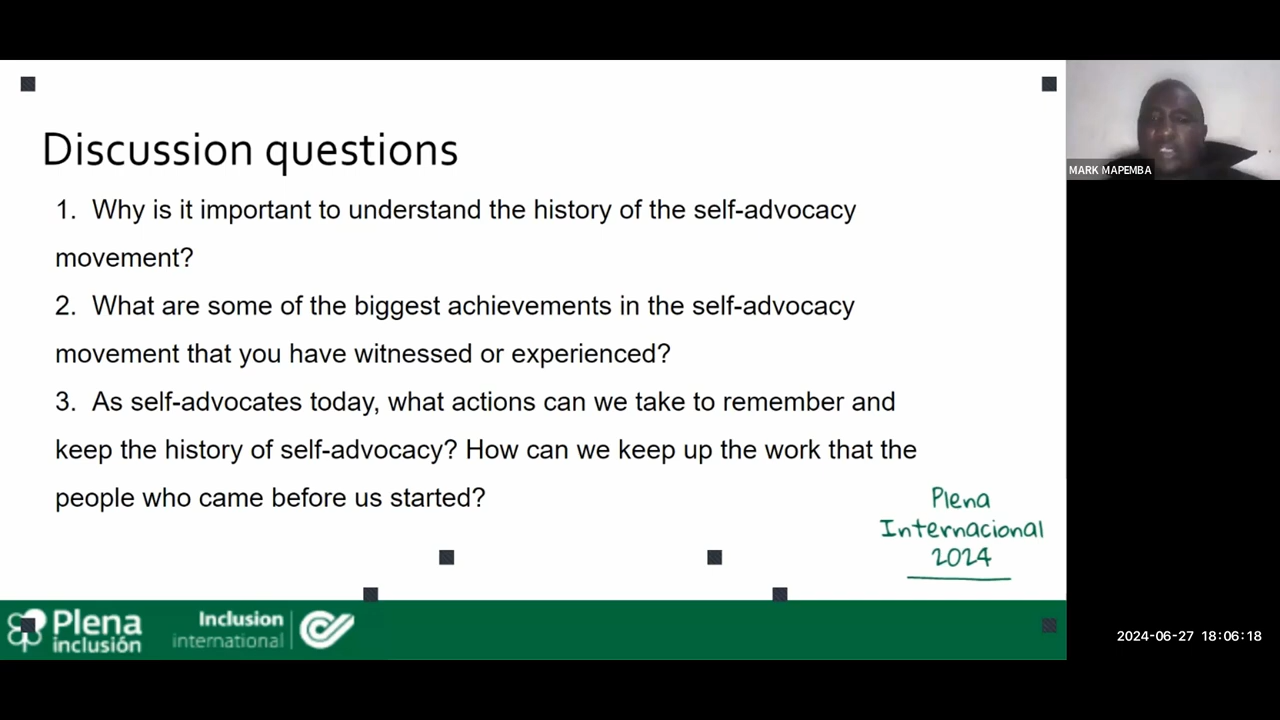 Discussion questions
1. Why is it important to understand the history of the self-advocacy
movement?
2. What are some of the biggest achievements in the self-advocacy
movement that you have witnessed or experienced?
3. As self-advocates today, what actions can we take to remember and
keep the history of self-advocacy? How can we keep up the work that the
people who came before us started?
Plena
Internacional
2024
Plena
inclusión
Inclusion
international
MARK MAPEMBA
2024-06-27 18:06:18